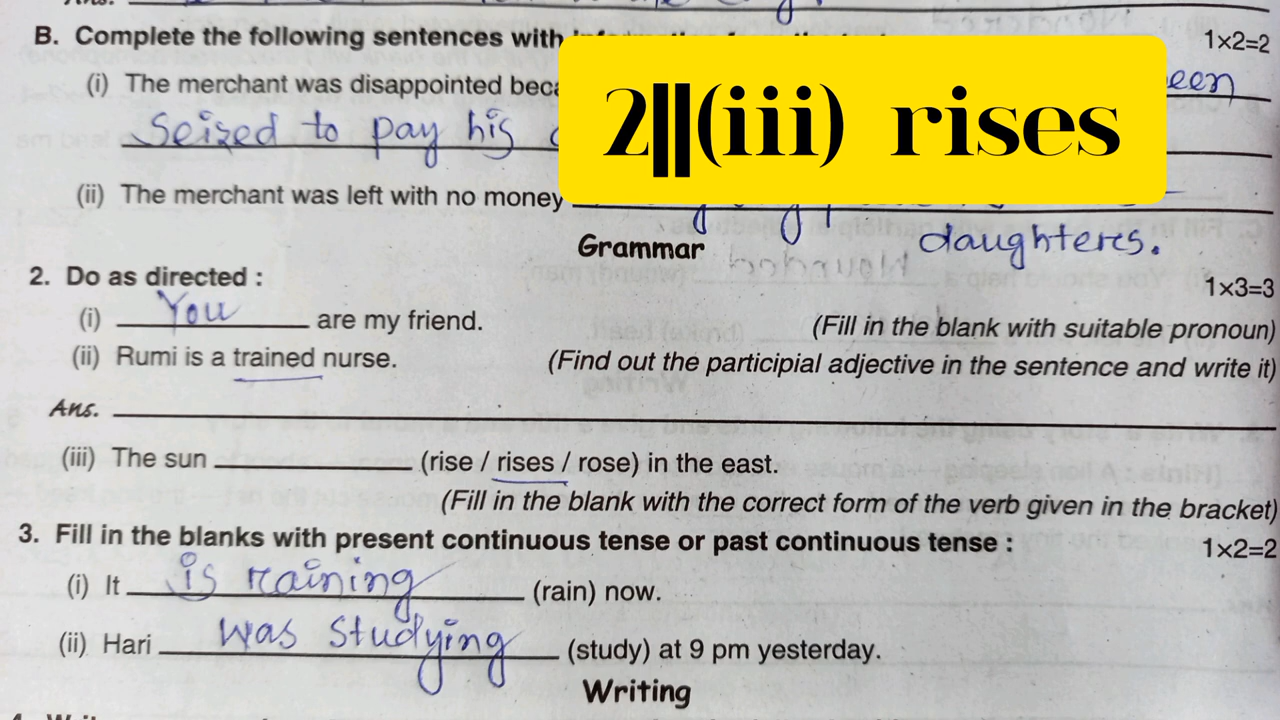 B. Complete the following sentences with
1×2=2
(i) The merchant was disappointed beca
een
Seized to pay his
2||(iii) rises
(ii) The merchant was left with no money
daughteres.
Grammar
2. Do as directed :
1×3=3
(i) You are my friend.
(Fill in the blank with suitable pronoun)
(ii) Rumi is a trained nurse.
(Find out the participial adjective in the sentence and write it)
Ans.
(iii) The sun (rise / rises / rose) in the east.
(Fill in the blank with the correct form of the verb given in the bracket)
3. Fill in the blanks with present continuous tense or past continuous tense :
1×2=2
(i) It is raining (rain) now.
(ii) Hari was studying (study) at 9 pm yesterday.
Writing